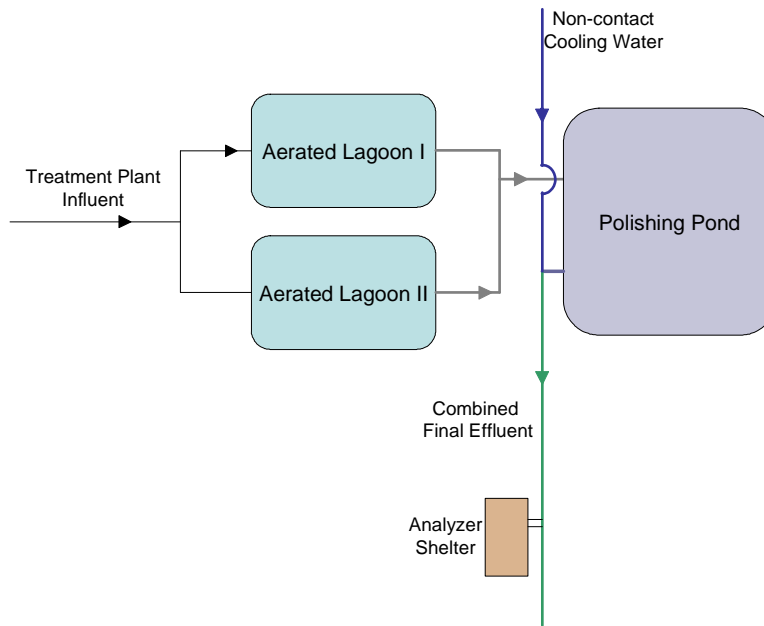 Non-contact
Cooling Water
Aerated Lagoon I
Treatment Plant
Influent
Polishing Pond
Aerated Lagoon II
Combined
Final Effluent
Analyzer
Shelter